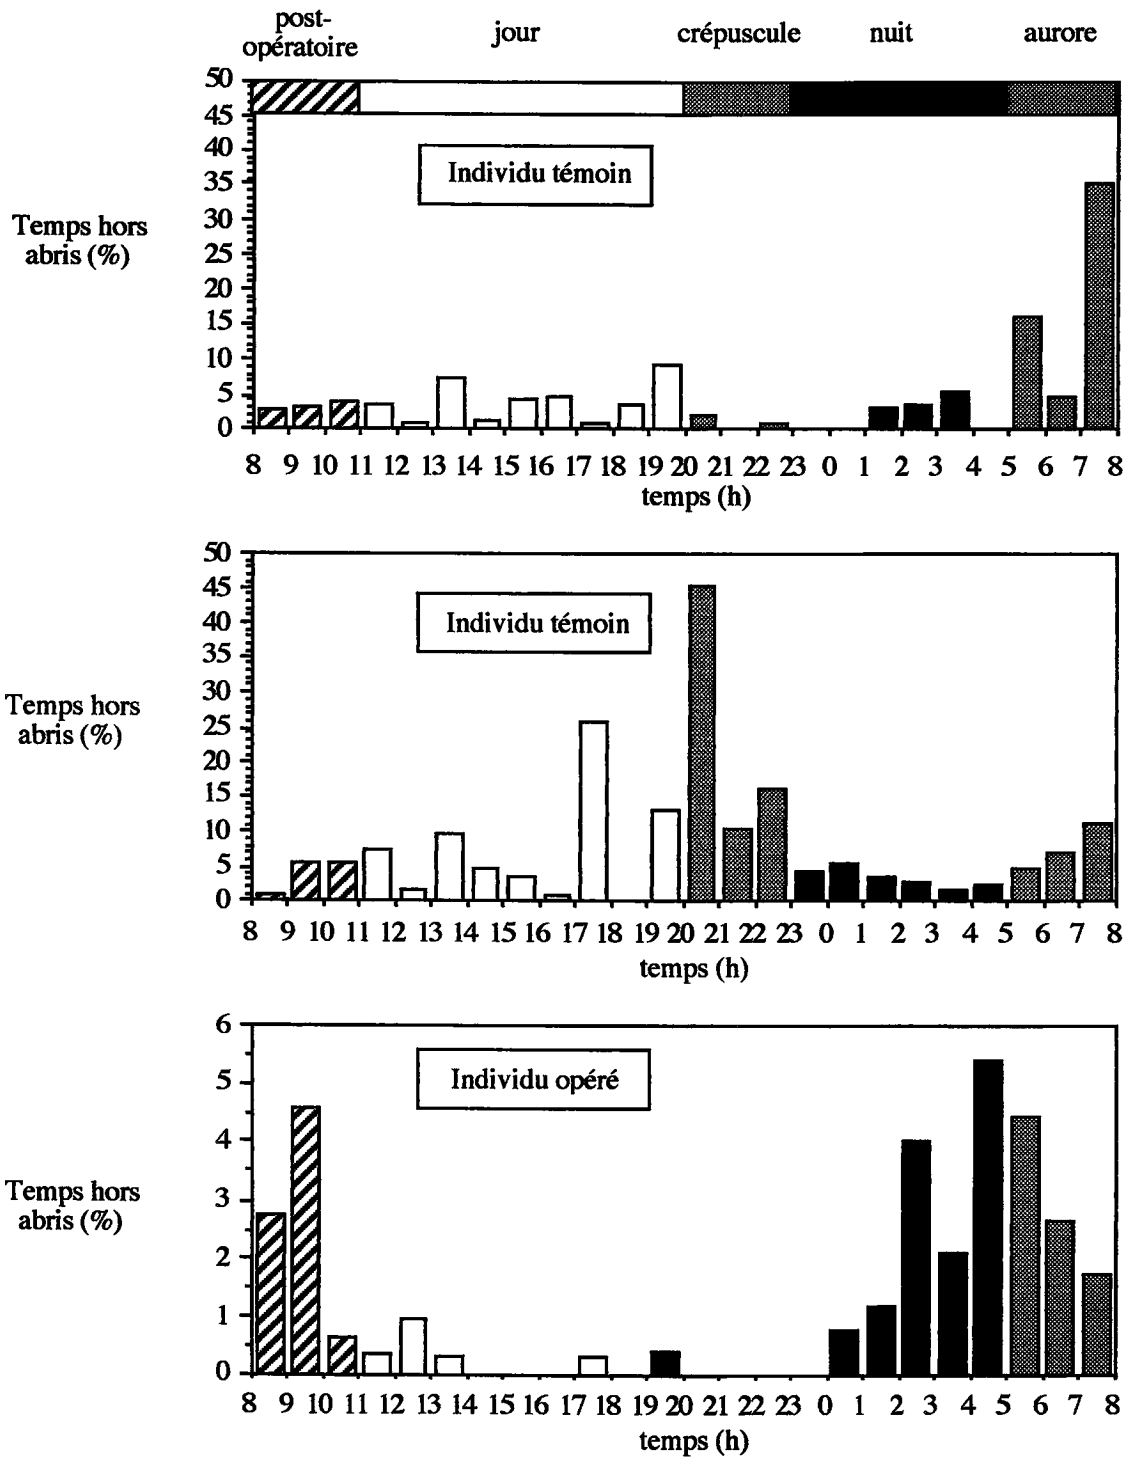 post-
opératoire
jour
crépuscule
nuit
aurore
50
45
40
35
30
25
20
15
10
5
0
Individu témoin
Temps hors
abris (%)
8 9 10 11 12 13 14 15 16 17 18 19 20 21 22 23 0 1 2 3 4 5 6 7 8
temps (h)
50
45
40
35
30
25
20
15
10
5
0
Individu témoin
Temps hors
abris (%)
8 9 10 11 12 13 14 15 16 17 18 19 20 21 22 23 0 1 2 3 4 5 6 7 8
temps (h)
6
5
4
3
2
1
0
Individu opéré
Temps hors
abris (%)
8 9 10 11 12 13 14 15 16 17 18 19 20 21 22 23 0 1 2 3 4 5 6 7 8
temps (h)